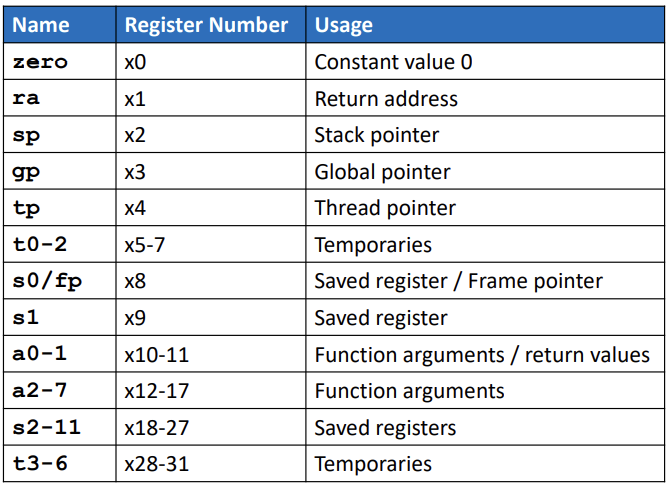 Name Register Number Usage
zero x0 Constant value 0
ra x1 Return address
sp x2 Stack pointer
gp x3 Global pointer
tp x4 Thread pointer
t0-2 x5-7 Temporaries
s0/fp x8 Saved register / Frame pointer
s1 x9 Saved register
a0-1 x10-11 Function arguments / return values
a2-7 x12-17 Function arguments
s2-11 x18-27 Saved registers
t3-6 x28-31 Temporaries